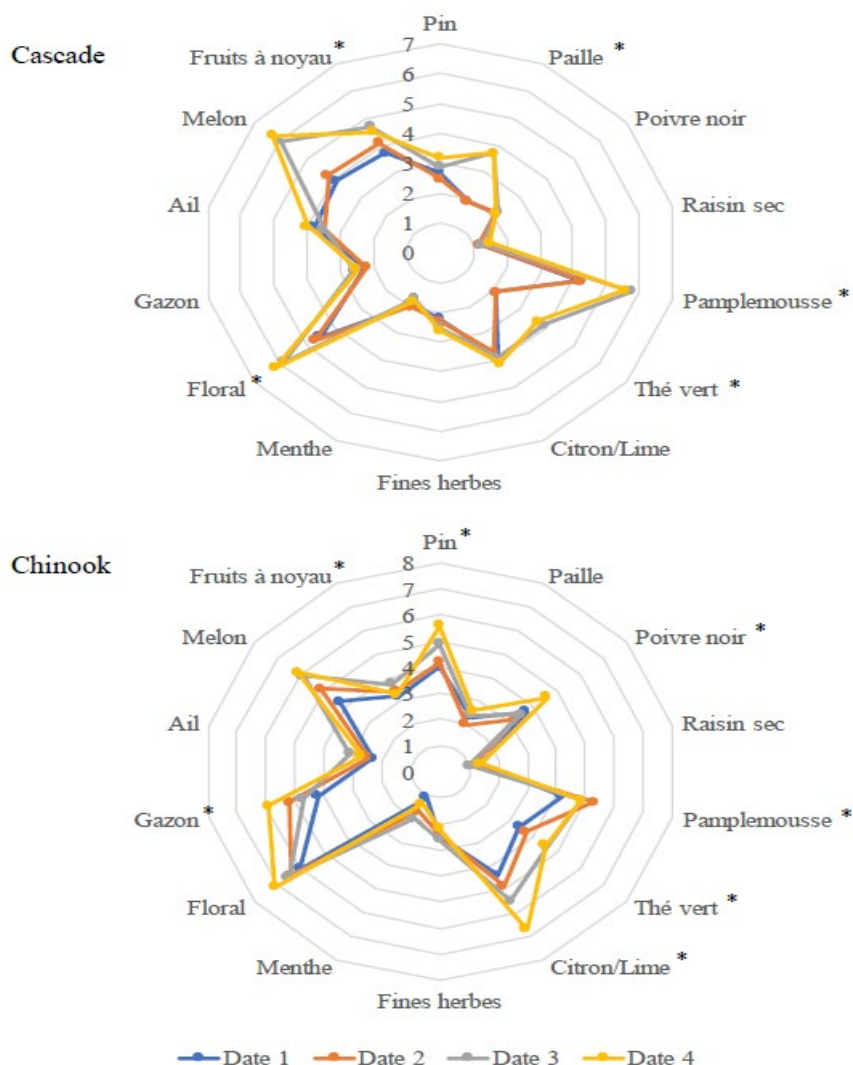 Cascade
Pin
Paille *
Poivre noir
Raisin sec
Pamplemousse *
Thé vert *
Citron/Lime
Fines herbes
Menthe
Floral *
Gazon
Ail
Melon
Fruits à noyau *
7
6
5
4
3
2
1
0
Chinook
Pin *
Paille
Poivre noir *
Raisin sec
Pamplemousse *
Thé vert *
Citron/Lime *
Fines herbes
Menthe
Floral
Gazon *
Ail
Melon
Fruits à noyau *
8
7
6
5
4
3
2
1
0
Date 1 Date 2 Date 3 Date 4